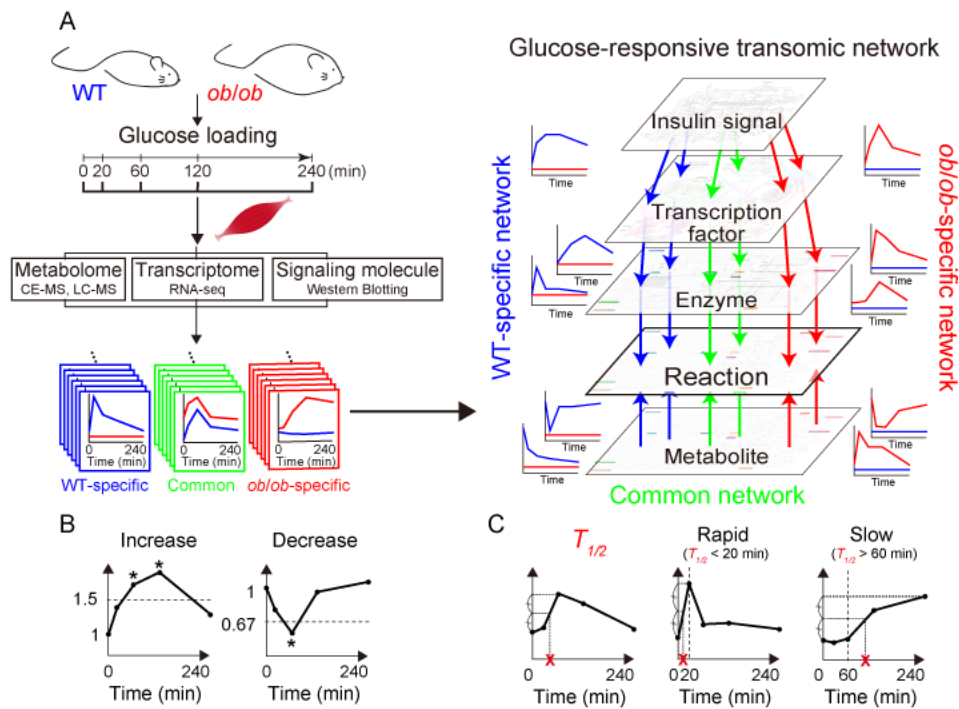 A
WT
ob/ob
Glucose loading
0 20 60 120 240 (min)
Metabolome
CE-MS, LC-MS
Transcriptome
RNA-seq
Signaling molecule
Western Blotting
0 240
Time (min)
WT-specific
0 240
Time (min)
Common
0 240
Time (min)
ob/ob-specific
Glucose-responsive transomic network
WT-specific network
ob/ob-specific network
Common network
Insulin signal
Transcription
factor
Enzyme
Reaction
Metabolite
Time
Time
Time
Time
Time
Time
Time
Time
Time
Time
B
Increase
1.5
1
*
*
0 240
Time (min)
Decrease
1
0.67
*
0 240
Time (min)
C
T1/2
0 240
Time (min)
Rapid
(T1/2 < 20 min)
0 20 240
Time (min)
Slow
(T1/2 > 60 min)
0 60 240
Time (min)